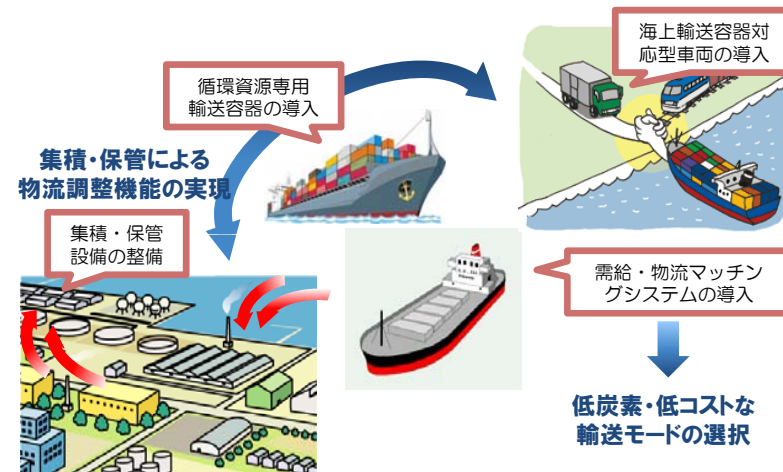 海上輸送容器対
応型車両の導入
循環資源専用
輸送容器の導入
集積・保管による
物流調整機能の実現
集積・保管
設備の整備
需給・物流マッチン
グシステムの導入
低炭素・低コストな
輸送モードの選択